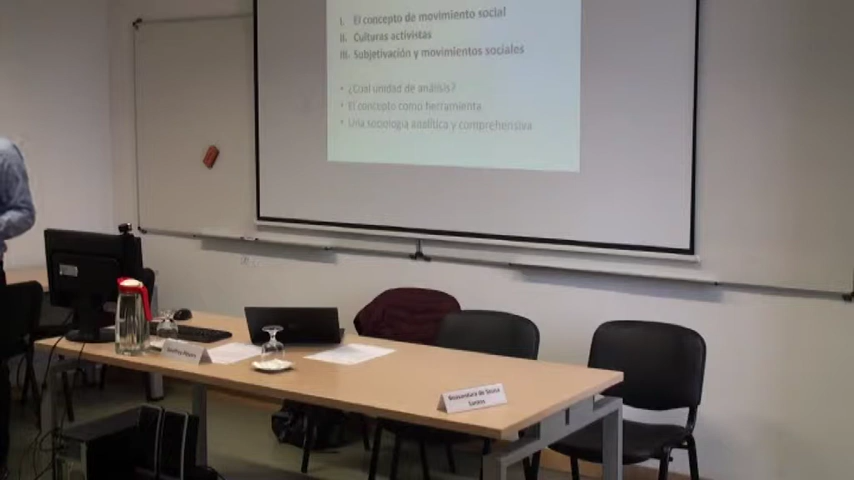 I. El concepto de movimiento social
II. Culturas activistas
III. Subjetivación y movimientos sociales
• ¿Cual unidad de análisis?
• El concepto como herramienta
• Una sociología analítica y comprehensiva
Boaventura de Sousa
Santos